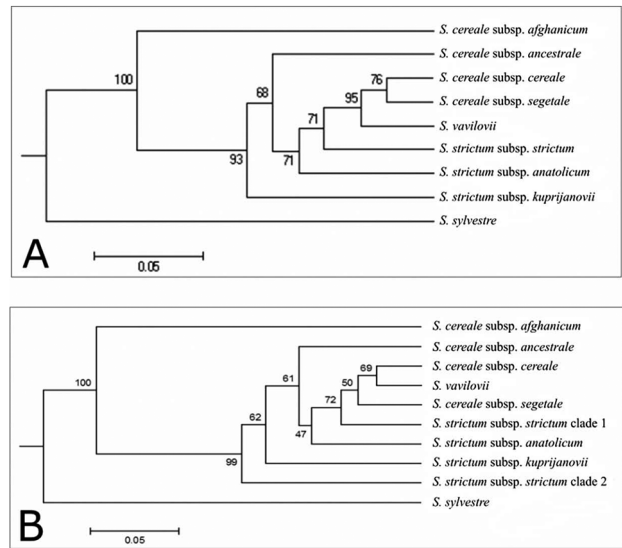 S. cereale subsp. afghanicum
S. cereale subsp. ancestrale
S. cereale subsp. cereale
S. cereale subsp. segetale
S. vavilovii
S. strictum subsp. strictum
S. strictum subsp. anatolicum
S. strictum subsp. kuprijanovii
S. sylvestre
100
68
76
95
71
71
93
A
0.05
S. cereale subsp. afghanicum
S. cereale subsp. ancestrale
S. cereale subsp. cereale
S. vavilovii
S. cereale subsp. segetale
S. strictum subsp. strictum clade 1
S. strictum subsp. anatolicum
S. strictum subsp. kuprijanovii
S. strictum subsp. strictum clade 2
S. sylvestre
100
61
69
50
72
62
47
99
B
0.05